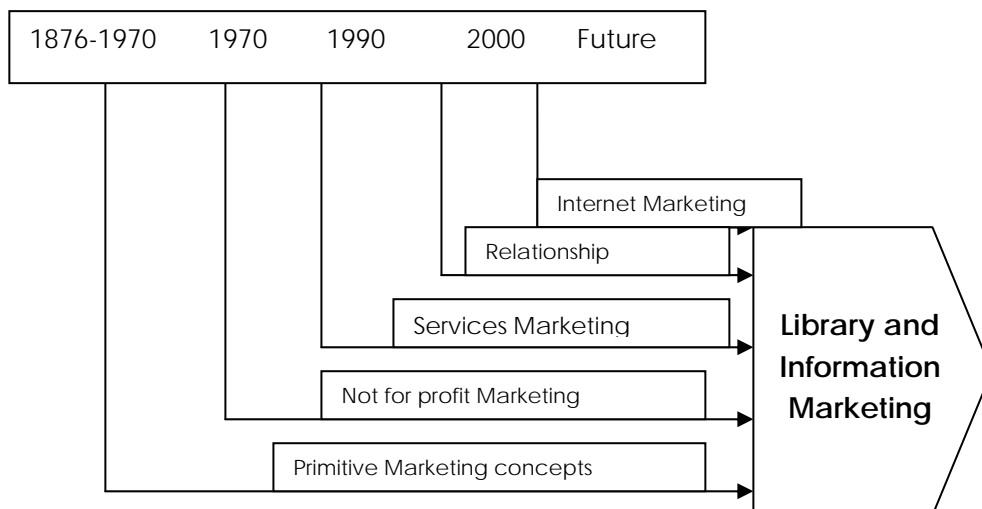 1876-1970 1970 1990 2000 Future
Internet Marketing
Relationship
Services Marketing
Not for profit Marketing
Primitive Marketing concepts
Library and
Information
Marketing